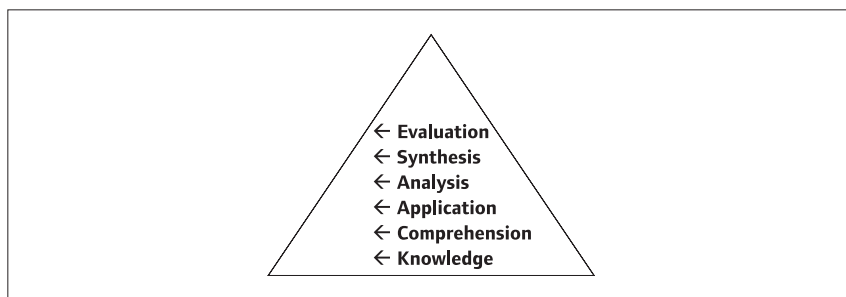 ← Evaluation
← Synthesis
← Analysis
← Application
← Comprehension
← Knowledge